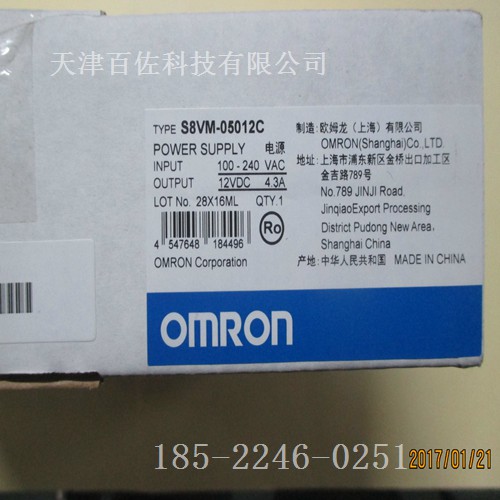 天津百佐科技有限公司
TYPE S8VM-05012C
POWER SUPPLY 电源
INPUT 100-240 VAC
OUTPUT 12VDC 4.3A
LOT No. 28X16ML QTY.1
4 547648 184496
Ro
OMRON Corporation
制造: 欧姆龙（上海）有限公司
OMRON(Shanghai)Co.,LTD.
地址: 上海市浦东新区金桥出口加工区
金吉路789号
No.789 JINJI Road,
JinqiaoExport Processing
District Pudong New Area,
Shanghai China
产地: 中华人民共和国 MADE IN CHINA
OMRON
185-2246-0251
2017/01/21